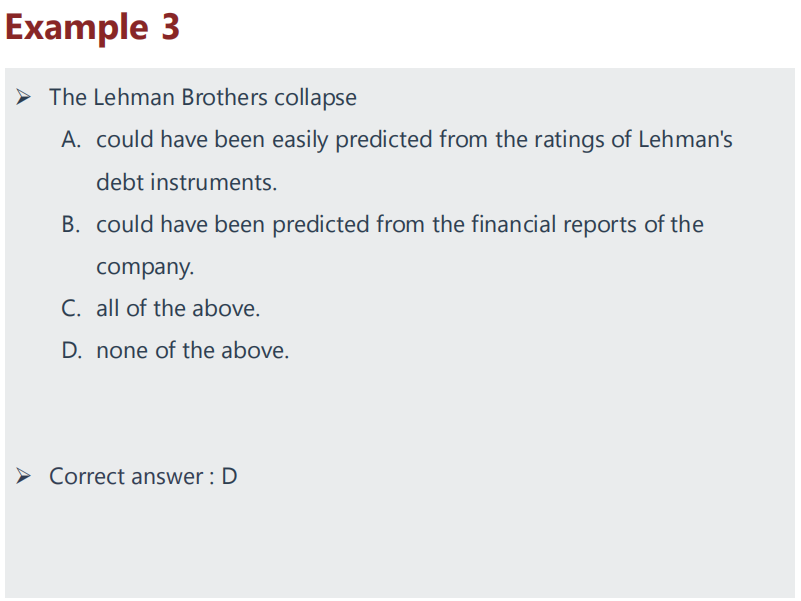 Example 3
➢ The Lehman Brothers collapse
A. could have been easily predicted from the ratings of Lehman's
debt instruments.
B. could have been predicted from the financial reports of the
company.
C. all of the above.
D. none of the above.
➢ Correct answer : D